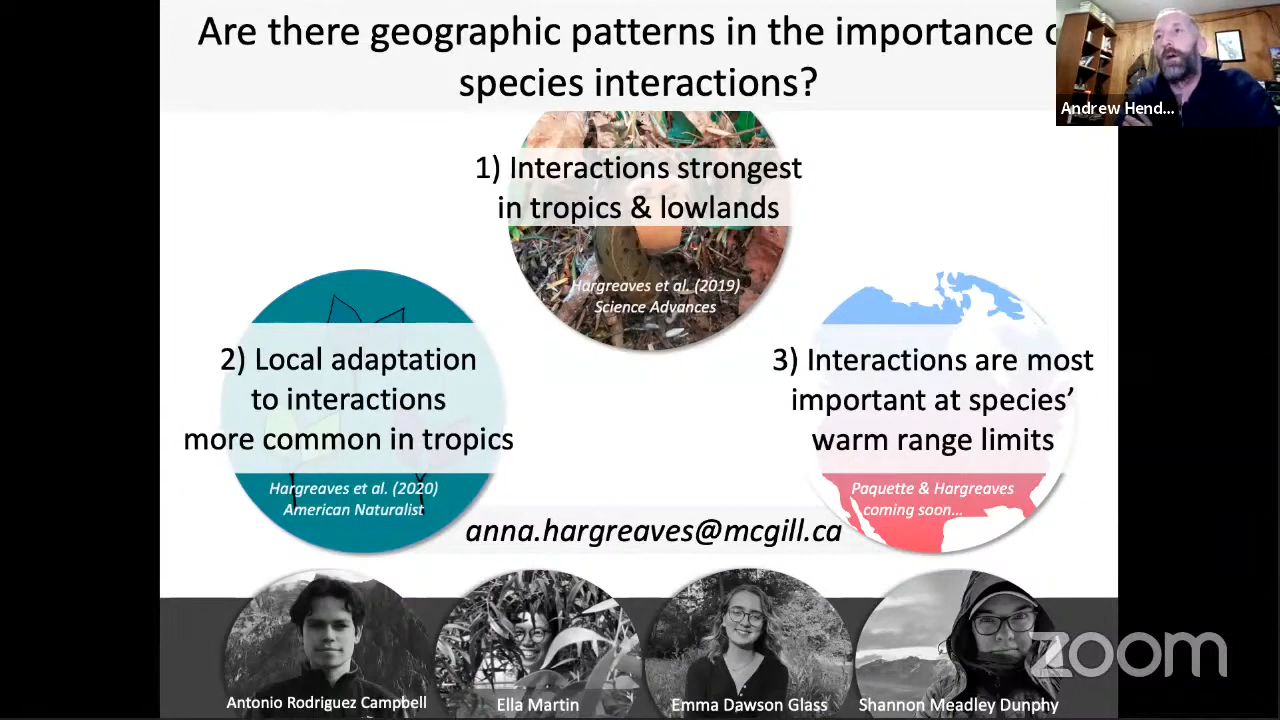 Are there geographic patterns in the importance
species interactions?
Andrew Hend...
1) Interactions strongest
in tropics & lowlands
Hargreaves et al. (2019)
Science Advances
2) Local adaptation
to interactions
more common in tropics
Hargreaves et al. (2020)
American Naturalist
3) Interactions are most
important at species’
warm range limits
Paquette & Hargreaves
coming soon...
anna.hargreaves@mcgill.ca
Antonio Rodriguez Campbell
Ella Martin
Emma Dawson Glass
Shannon Meadley Dunphy
zoom